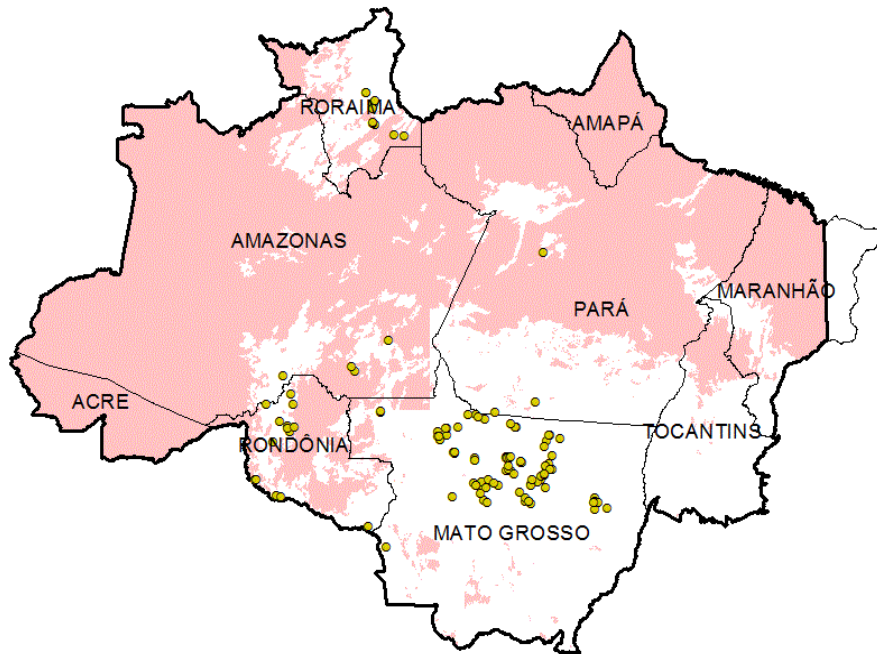 RORAIMA
AMAPÁ
AMAZONAS
MARANHÃO
PARÁ
ACRE
TOCANTINS
RONDÔNIA
MATO GROSSO